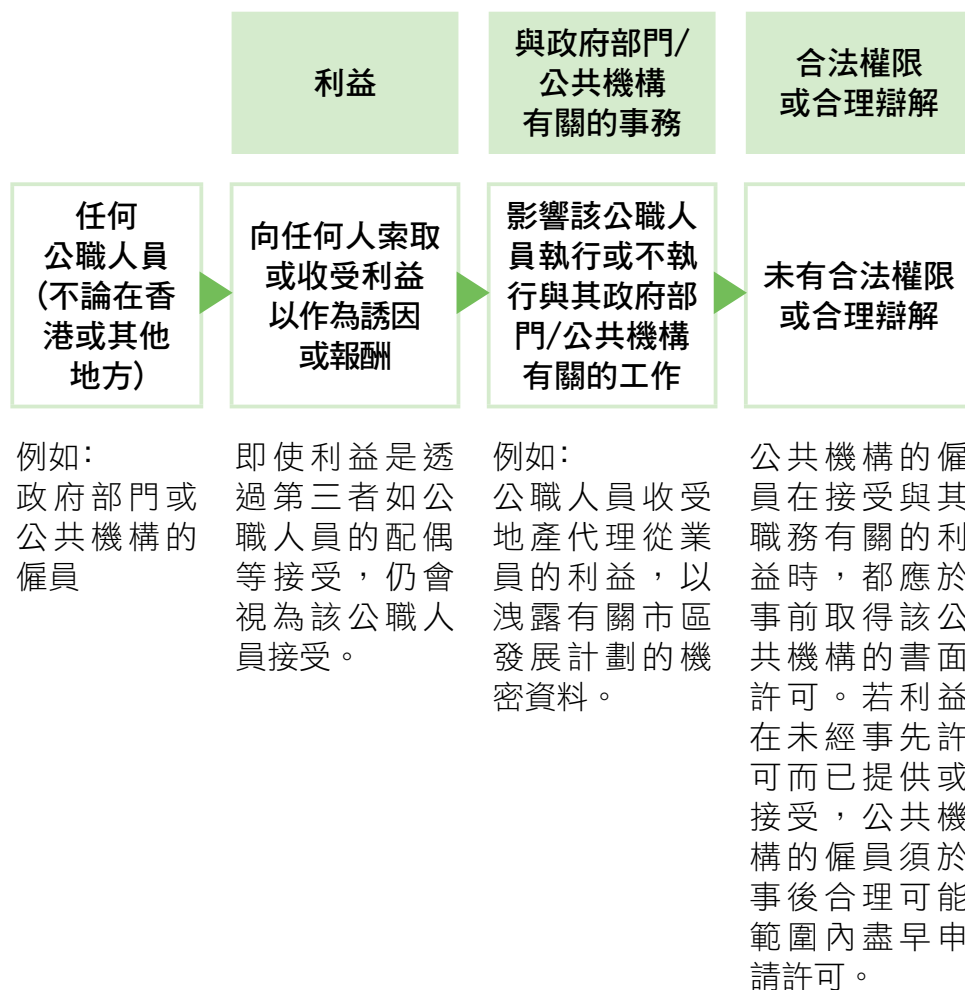 利益
與政府部門/
公共機構
有關的事務
合法權限
或合理辯解
任何
公職人員
(不論在香
港或其他
地方)
向任何人索取
或收受利益
以作為誘因
或報酬
影響該公職人
員執行或不執
行與其政府部
門/公共機構
有關的工作
未有合法權限
或合理辯解
例如：
政府部門或
公共機構的
僱員
即使利益是透
過第三者如公
職人員的配偶
等接受，仍會
視為該公職人
員接受。
例如：
公職人員收受
地產代理從業
員的利益，以
洩露有關市區
發展計劃的機
密資料。
公共機構的僱
員在接受與其
職務有關的利
益時，都應於
事前取得該公
共機構的書面
許可。若利益
在未經事先許
可而已提供或
接受，公共機
構的僱員須於
事後合理可能
範圍內盡早申
請許可。